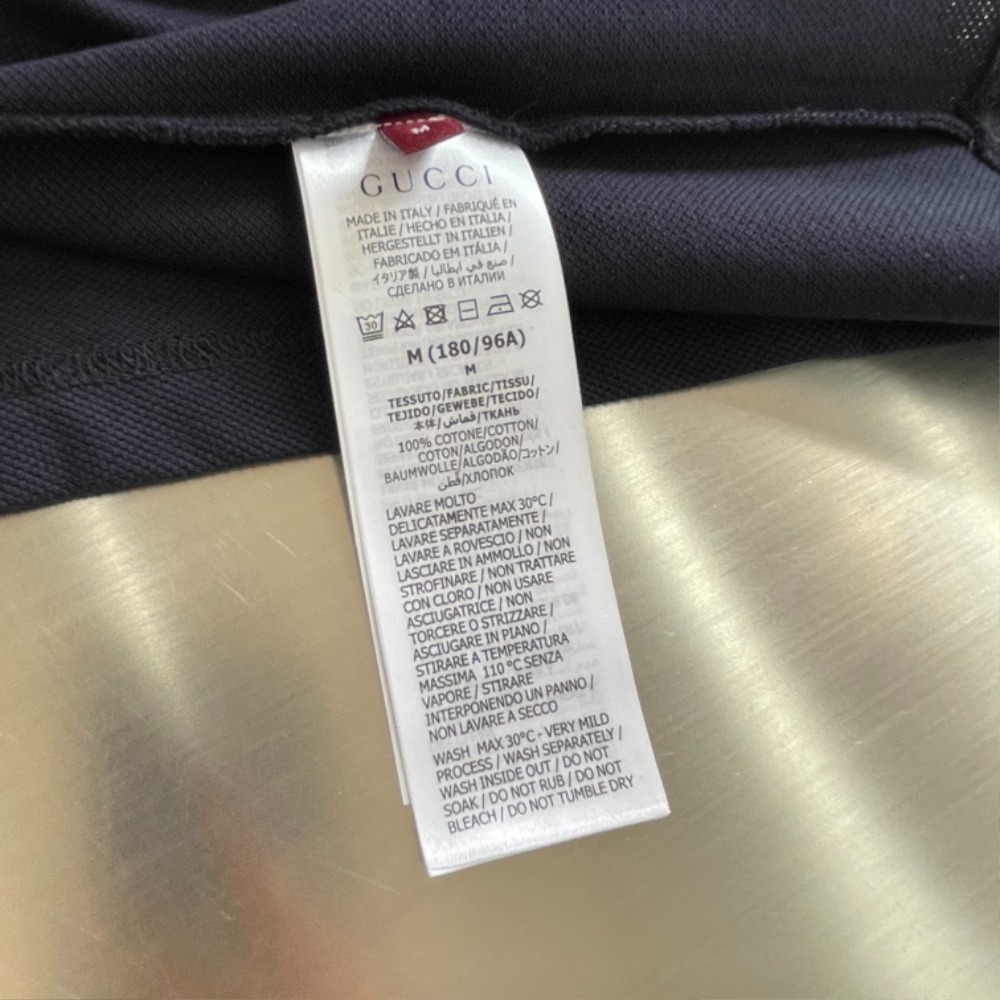 M
GUCCI
MADE IN ITALY / FABRIQUÉ EN
ITALIE / HECHO EN ITALIA /
HERGESTELLT IN ITALIEN /
FABRICADO EM ITÁLIA /
イタリア製 / صنع في ايطاليا /
СДЕЛАНО В ИТАЛИИ
30
M (180/96A)
M
TESSUTO/FABRIC/TISSU/
TEJIDO/GEWEBE/TECIDO/
本体/قماش/ТКАНЬ
100% COTONE/COTTON/
COTON/ALGODON/
BAUMWOLLE/ALGODÃO/コットン/
قطن/ХЛОПОК
LAVARE MOLTO
DELICATAMENTE MAX 30°C /
LAVARE SEPARATAMENTE /
LAVARE A ROVESCIO / NON
LASCIARE IN AMMOLLO / NON
STROFINARE / NON TRATTARE
CON CLORO / NON USARE
ASCIUGATRICE / NON
TORCERE O STRIZZARE /
ASCIUGARE IN PIANO /
STIRARE A TEMPERATURA
MASSIMA 110 °C SENZA
VAPORE / STIRARE
INTERPONENDO UN PANNO /
NON LAVARE A SECCO
WASH MAX 30°C - VERY MILD
PROCESS / WASH SEPARATELY /
WASH INSIDE OUT / DO NOT
SOAK / DO NOT RUB / DO NOT
BLEACH / DO NOT TUMBLE DRY